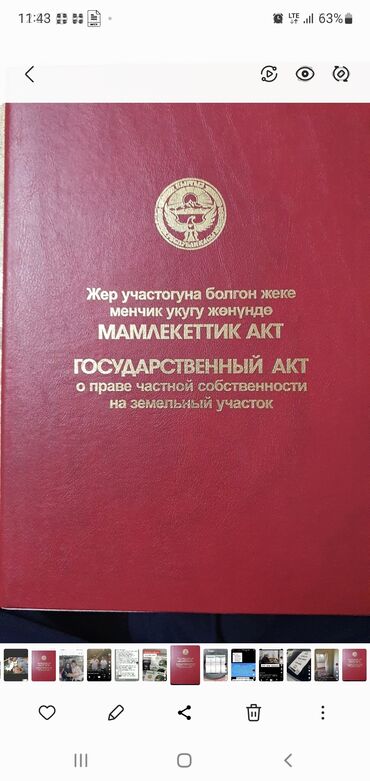 11:43
LTE
63%
Жер участогуна болгон жеке
менчик укугу жөнүндө
МАМЛЕКЕТТИК АКТ
ГОСУДАРСТВЕННЫЙ АКТ
о праве частной собственности
на земельный участок